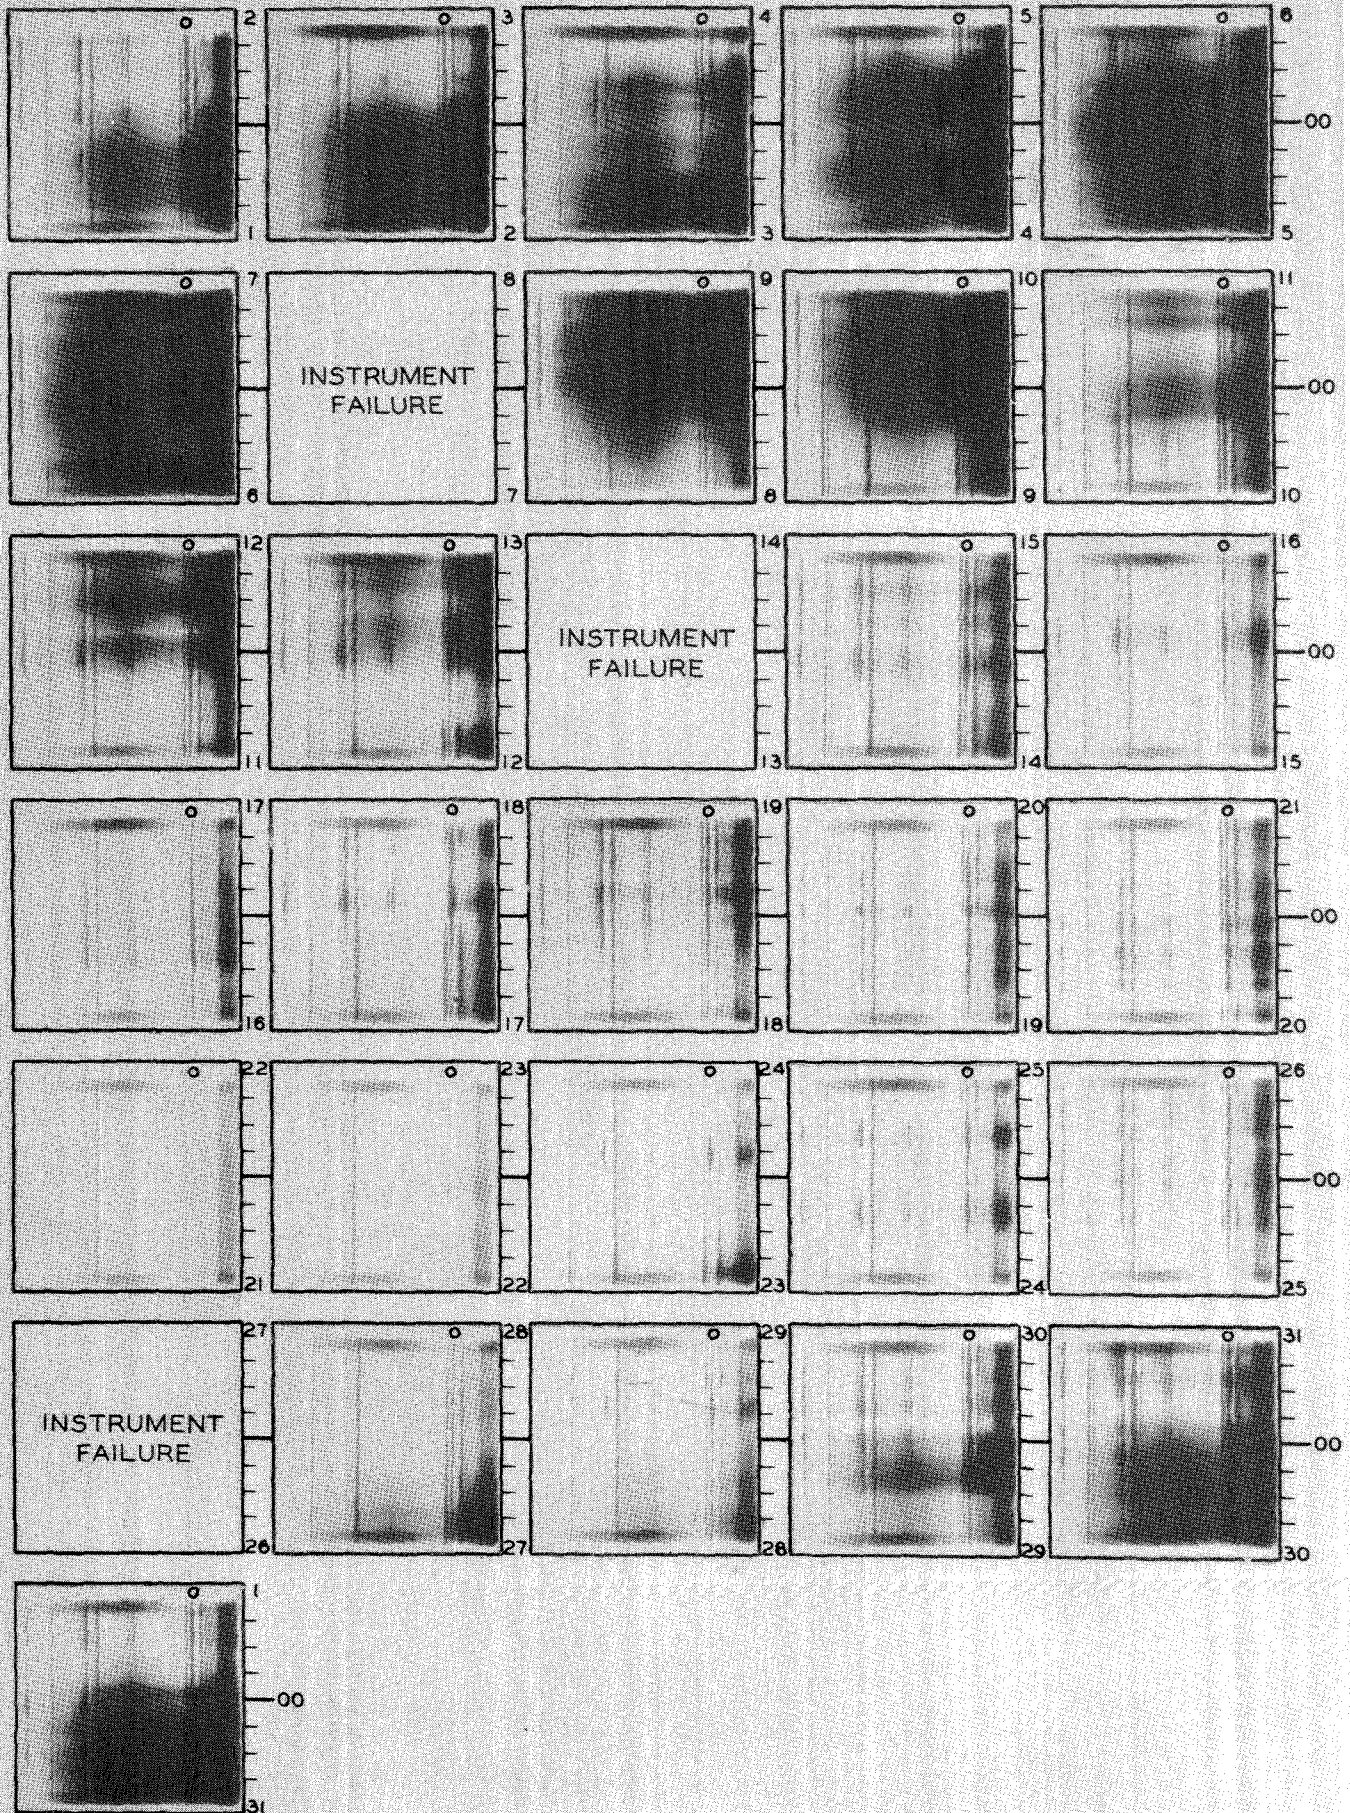 o 2 o 3 o 4 o 5 o 6
00
1 2 3 4 5
o 7 8 o 9 o 10 o 11
INSTRUMENT
FAILURE
00
6 7 8 9 10
o 12 o 13 14 o 15 o 16
INSTRUMENT
FAILURE
00
11 12 13 14 15
o 17 o 18 o 19 o 20 o 21
00
16 17 18 19 20
o 22 o 23 o 24 o 25 o 26
00
21 22 23 24 25
27 o 28 o 29 o 30 o 31
INSTRUMENT
FAILURE
00
26 27 28 29 30
o 1
00
31